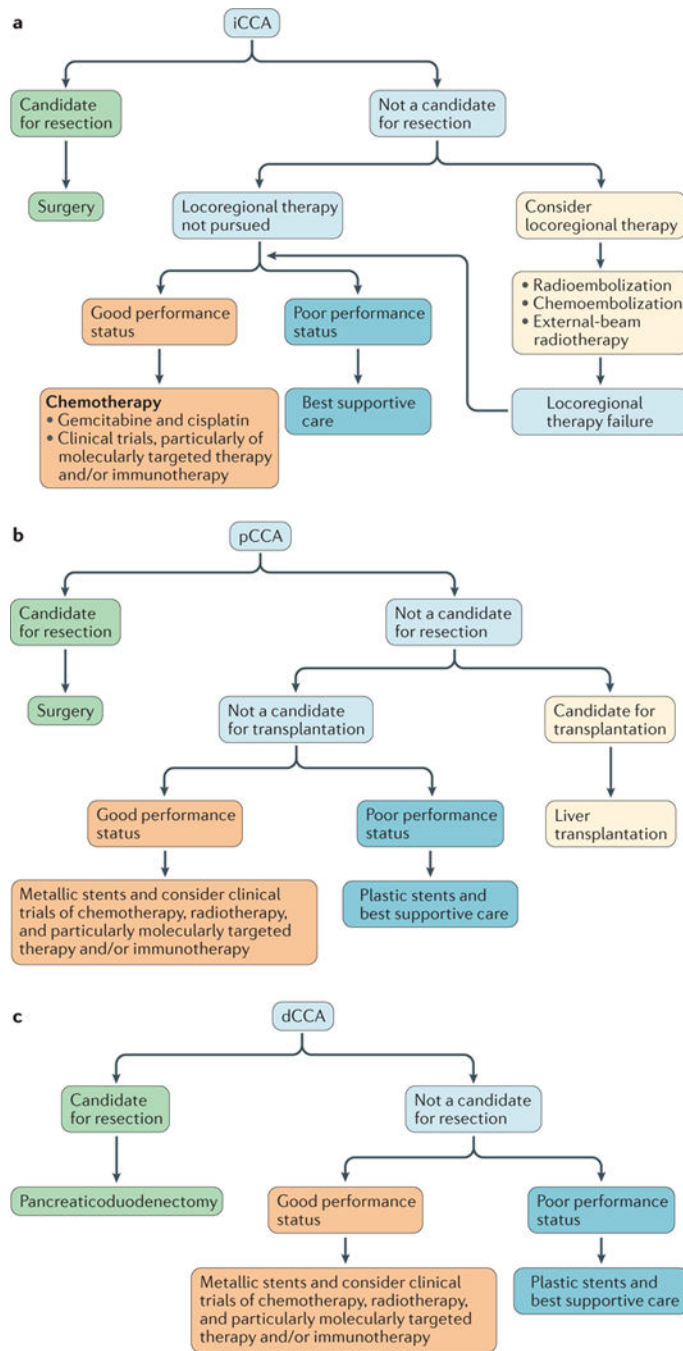 a
iCCA
Candidate
for resection
Not a candidate
for resection
Surgery
Locoregional therapy
not pursued
Consider
locoregional therapy
• Radioembolization
• Chemoembolization
• External-beam
radiotherapy
Good performance
status
Poor performance
status
Chemotherapy
• Gemcitabine and cisplatin
• Clinical trials, particularly of
molecularly targeted therapy
and/or immunotherapy
Best supportive
care
Locoregional
therapy failure
b
pCCA
Candidate
for resection
Not a candidate
for resection
Surgery
Not a candidate
for transplantation
Candidate for
transplantation
Good performance
status
Poor performance
status
Liver
transplantation
Metallic stents and consider clinical
trials of chemotherapy, radiotherapy,
and particularly molecularly targeted
therapy and/or immunotherapy
Plastic stents and
best supportive care
c
dCCA
Candidate
for resection
Not a candidate
for resection
Pancreaticoduodenectomy
Good performance
status
Poor performance
status
Metallic stents and consider clinical
trials of chemotherapy, radiotherapy,
and particularly molecularly targeted
therapy and/or immunotherapy
Plastic stents and
best supportive care